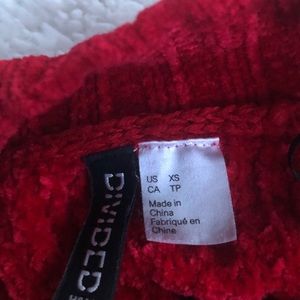 DIVIDED
US XS
CA TP
Made in
China
Fabriqué en
Chine